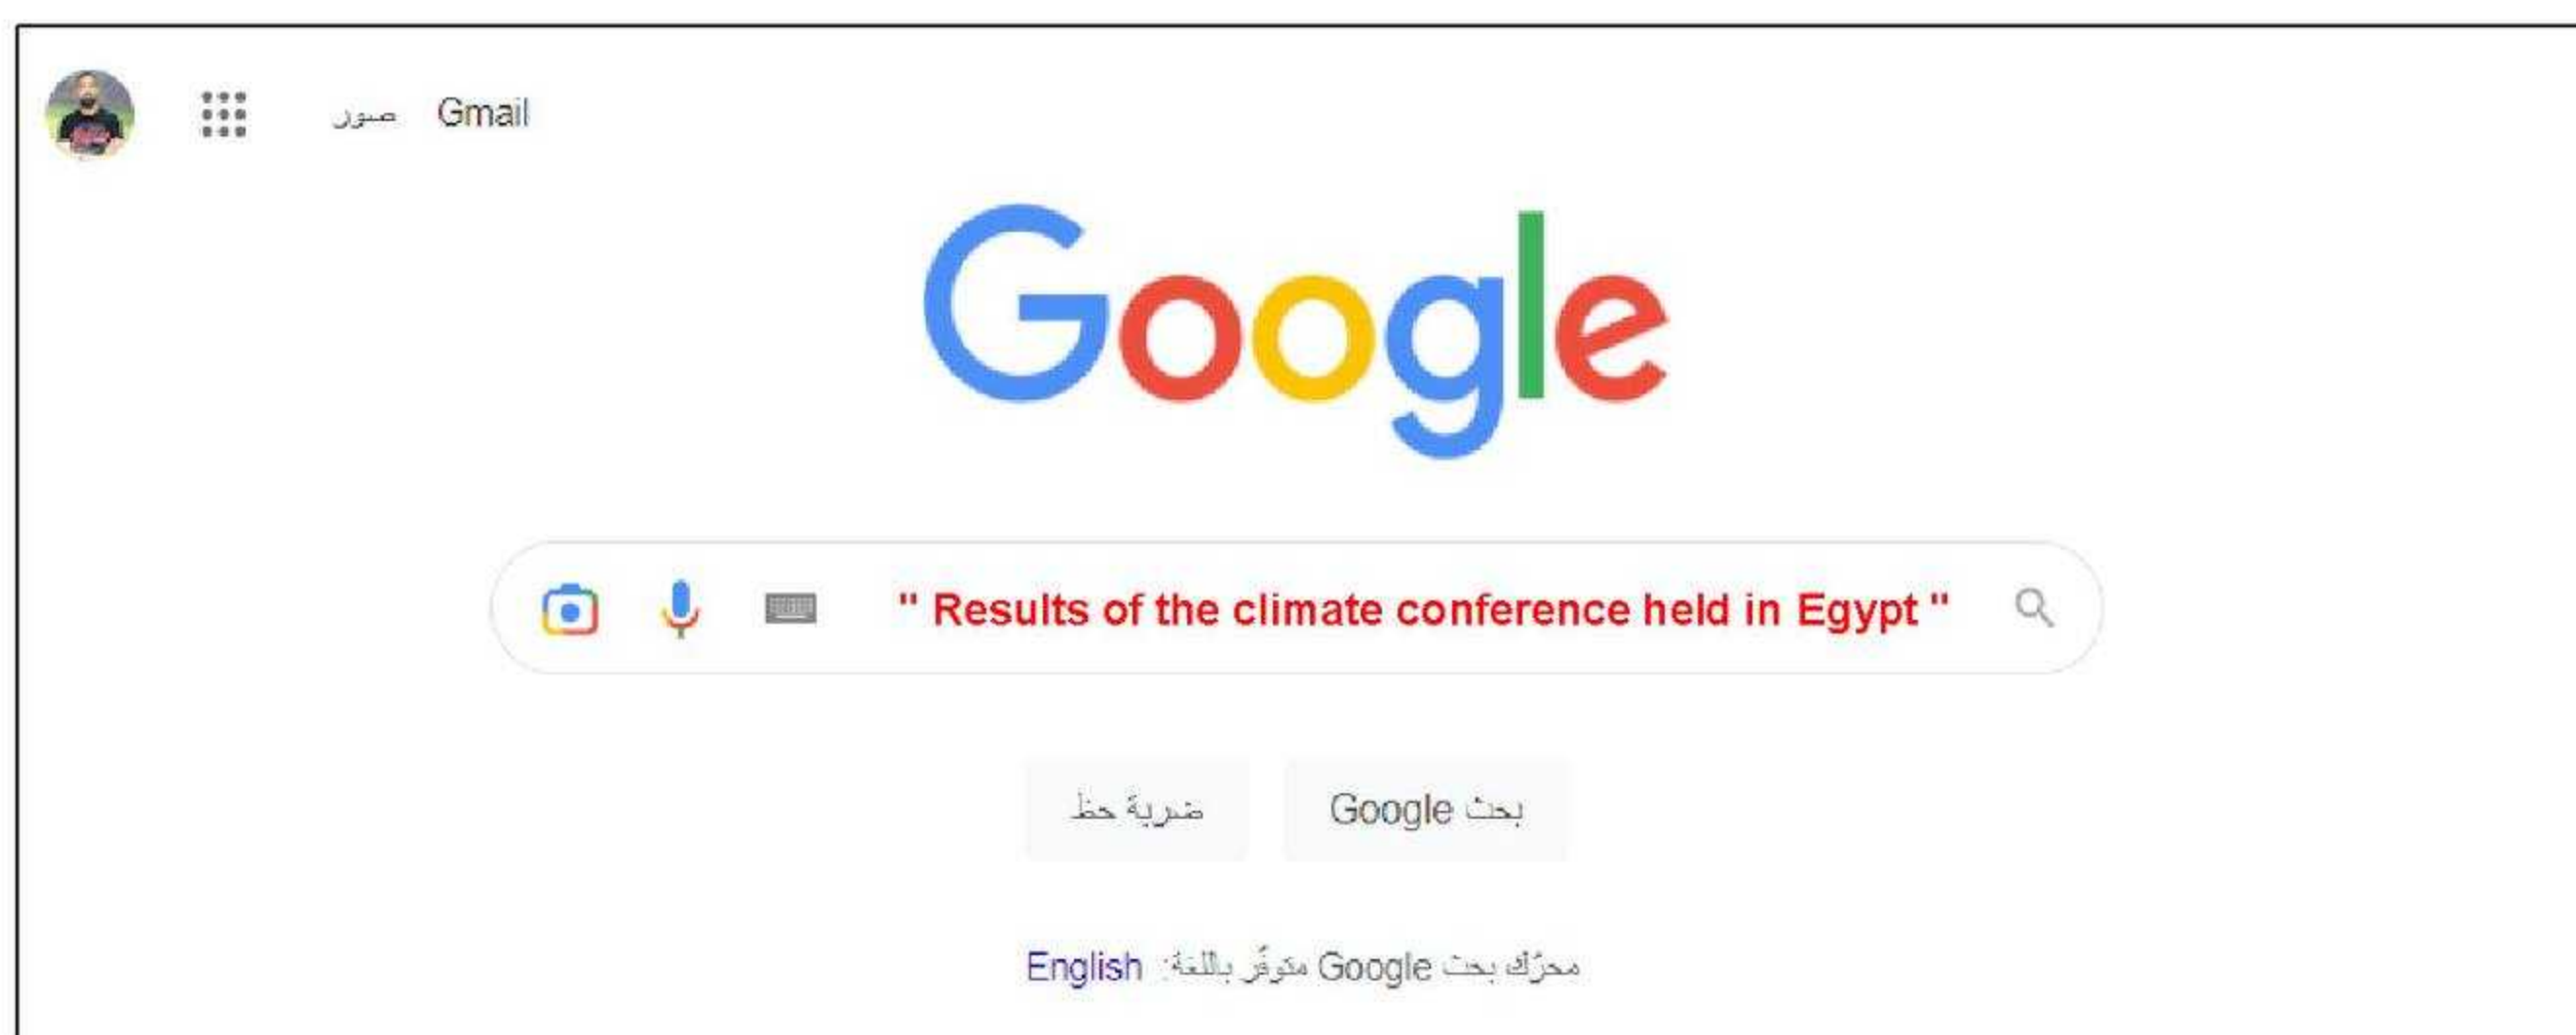 صور Gmail
Google
" Results of the climate conference held in Egypt "
بحث Google
ضربة حظ
محرّك بحث Google متوفّر باللغة: English